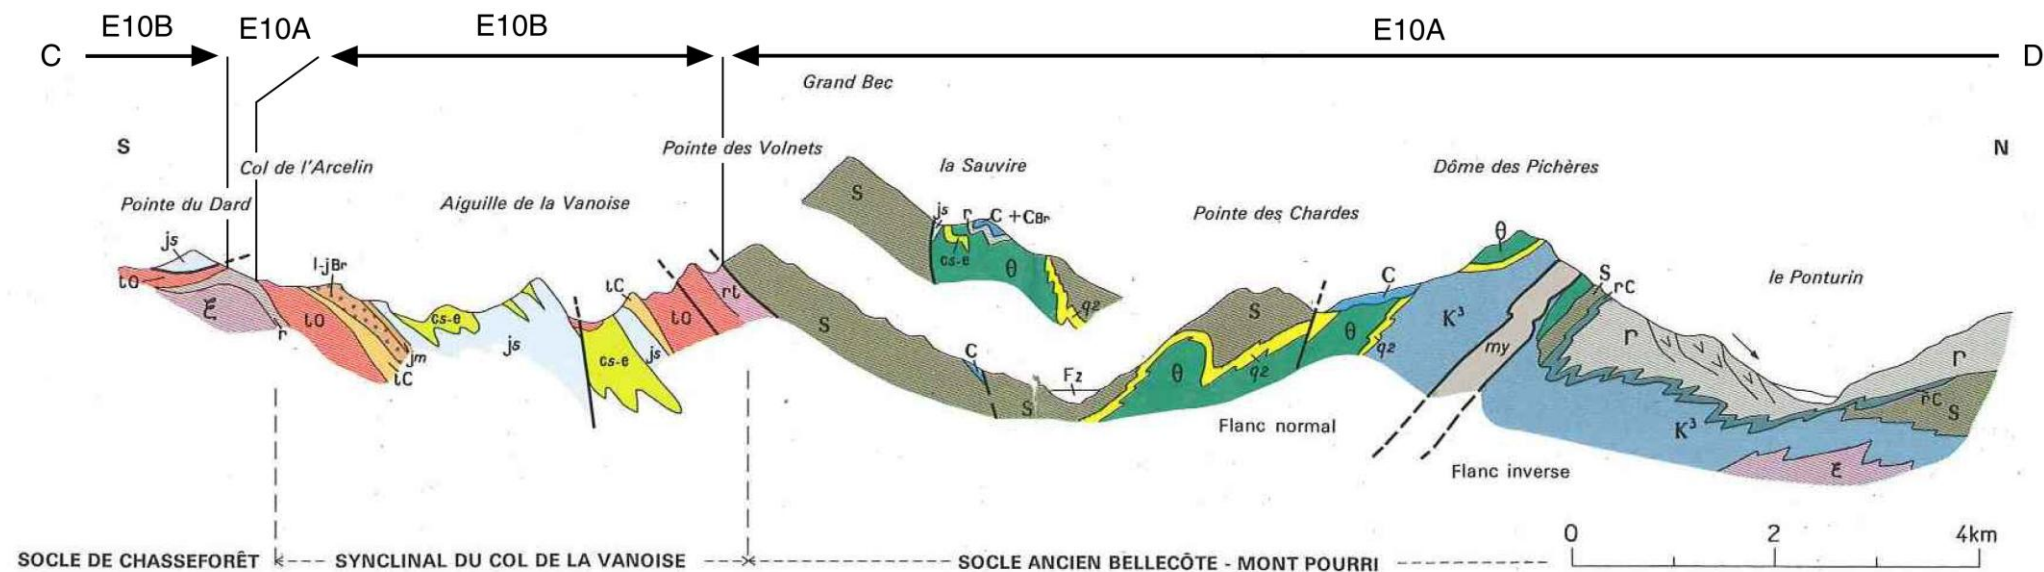 E10B E10A E10B E10A
C D
Grand Bec
S N
Pointe des Volnets
Col de l'Arcelin la Sauvire Dôme des Pichères
Pointe du Dard Aiguille de la Vanoise Pointe des Chardes
S
js r C + CBr
js θ
l-jBr cs-e θ q2 le Ponturin
tO tC C S
ξ tO cs-e rt S θ rC
r js tO K³ r
jm cs-e js C Fz θ q2 θ q2 my r
tC S rC
S Flanc normal K³ S
Flanc inverse ξ
0 2 4km
SOCLE DE CHASSEFORÊT SYNCLINAL DU COL DE LA VANOISE SOCLE ANCIEN BELLECÔTE - MONT POURRI